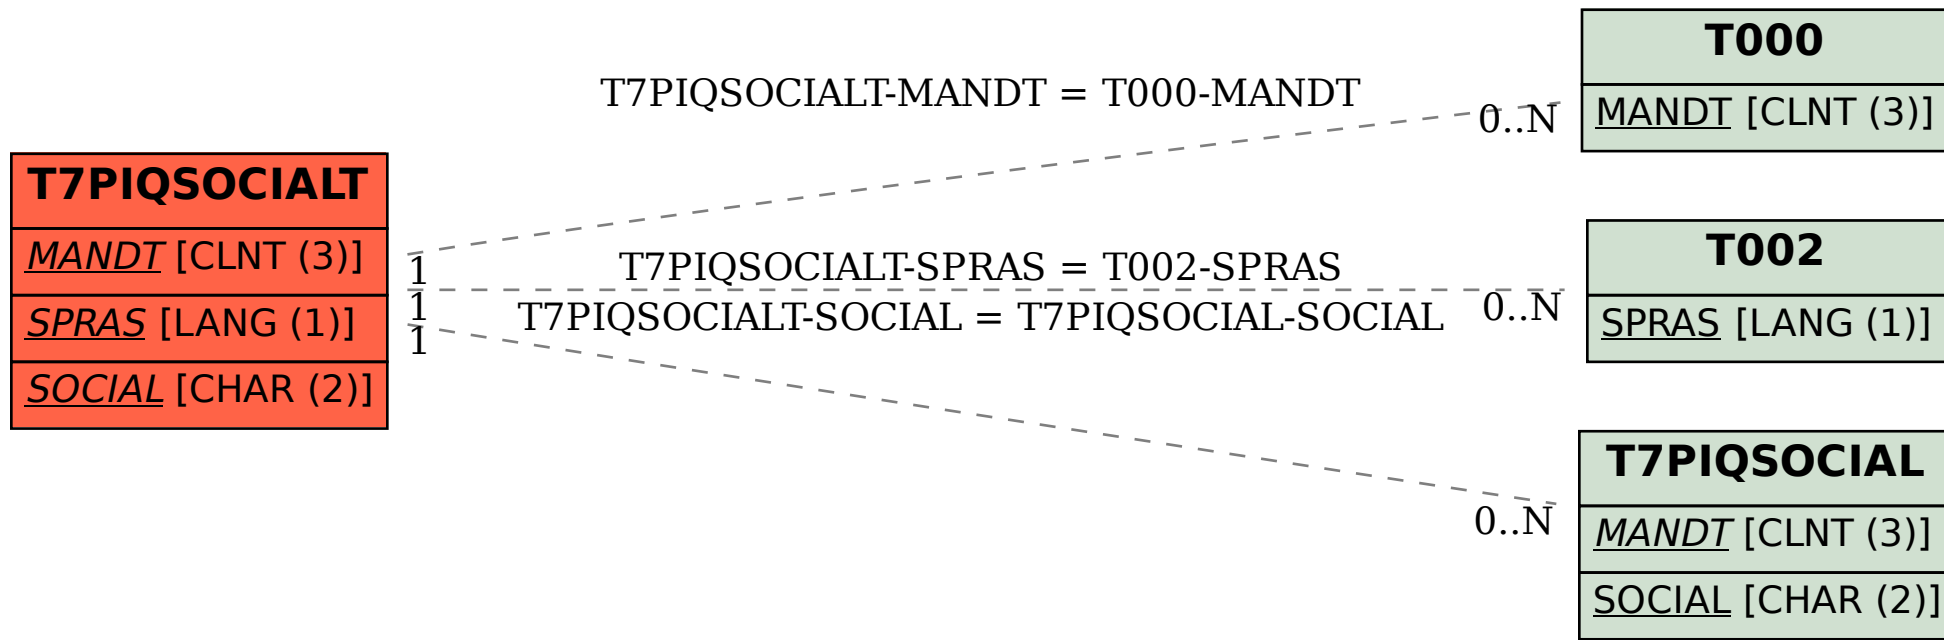 T7PIQSOCIALT
MANDT [CLNT (3)]
SPRAS [LANG (1)]
SOCIAL [CHAR (2)]
T7PIQSOCIALT-MANDT = T000-MANDT
0..N
1
T7PIQSOCIALT-SPRAS = T002-SPRAS
0..N
1
T7PIQSOCIALT-SOCIAL = T7PIQSOCIAL-SOCIAL
0..N
1
T000
MANDT [CLNT (3)]
T002
SPRAS [LANG (1)]
T7PIQSOCIAL
MANDT [CLNT (3)]
SOCIAL [CHAR (2)]